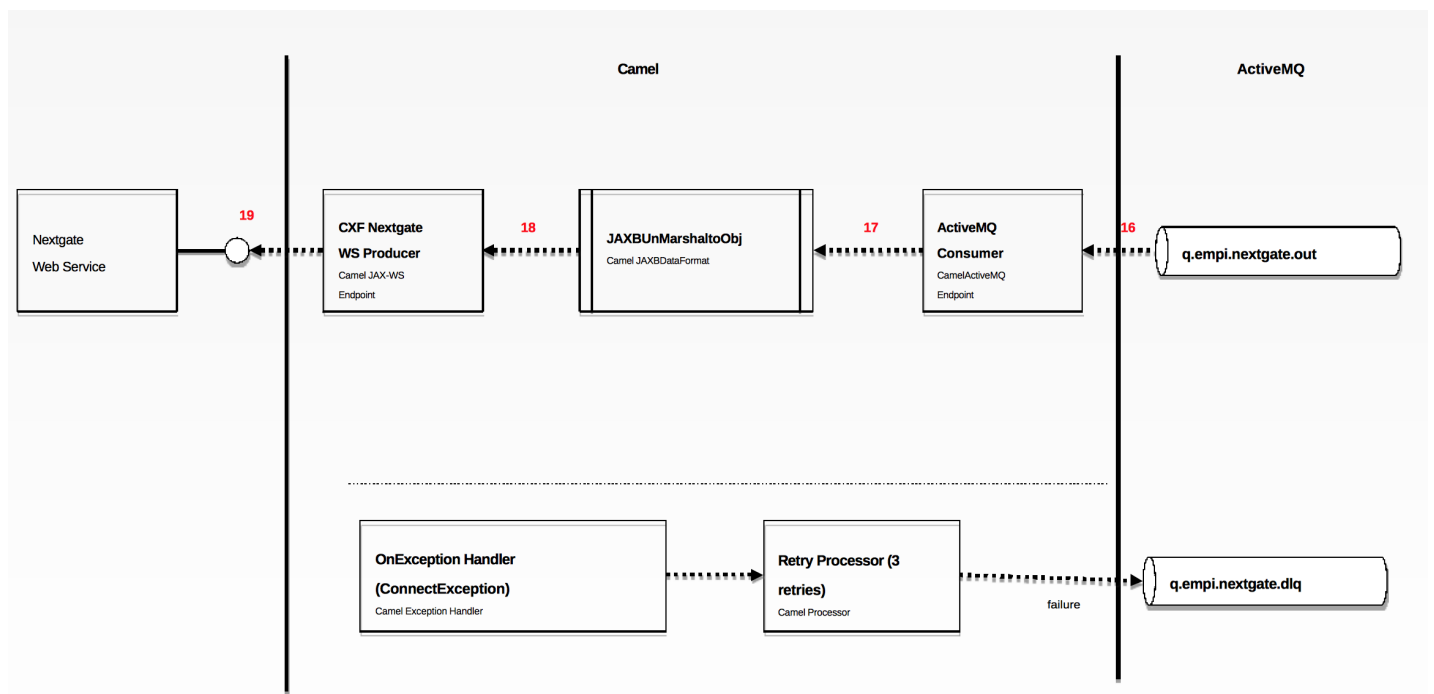 Camel
ActiveMQ
Nextgate
Web Service
19
CXF Nextgate
WS Producer
Camel JAX-WS
Endpoint
18
JAXBUnMarshaltoObj
Camel JAXBDataFormat
17
ActiveMQ
Consumer
CamelActiveMQ
Endpoint
16
q.empi.nextgate.out
OnException Handler
(ConnectException)
Camel Exception Handler
Retry Processor (3
retries)
Camel Processor
failure
q.empi.nextgate.dlq